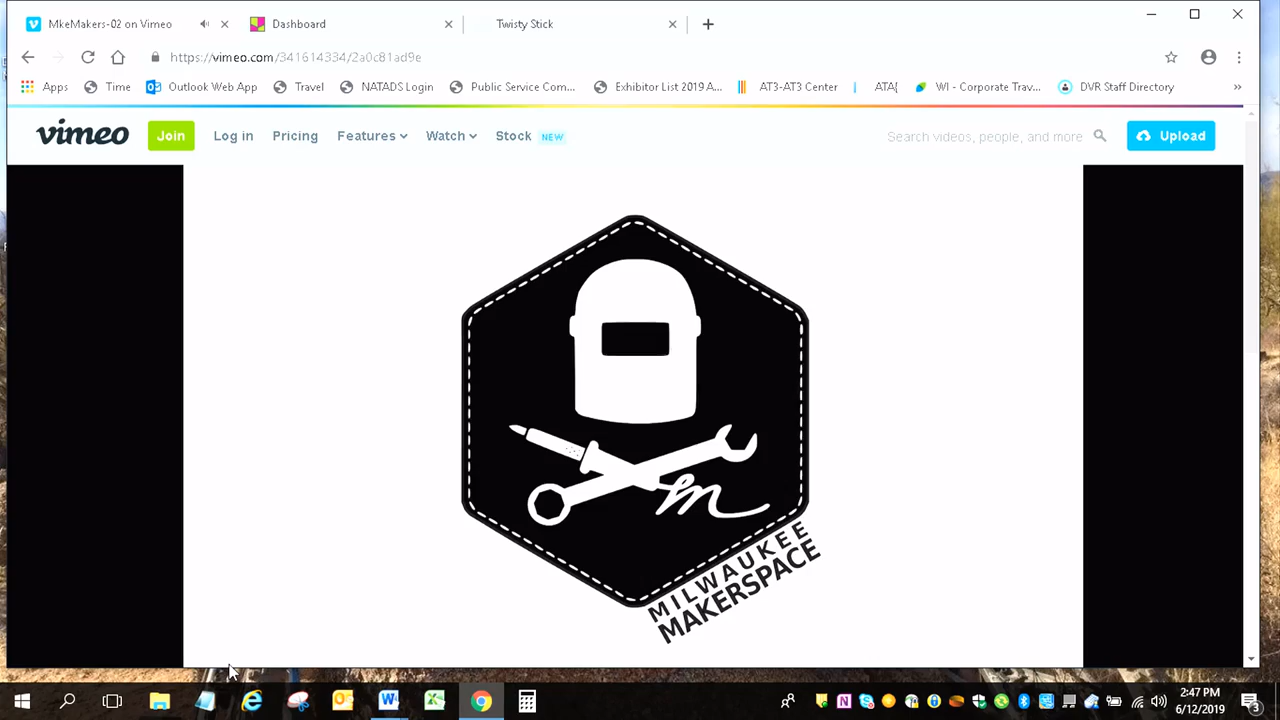 MkeMakers-02 on Vimeo
Dashboard
Twisty Stick
https://vimeo.com/341614334/2a0c81ad9e
Apps
Time
Outlook Web App
Travel
NATADS Login
Public Service Com...
Exhibitor List 2019 A...
AT3-AT3 Center
ATA{
WI - Corporate Trav...
DVR Staff Directory
»
vimeo
Join
Log in
Pricing
Features
Watch
Stock NEW
Search videos, people, and more
Upload
m
MILWAUKEE
MAKERSPACE
2:47 PM
6/12/2019
3